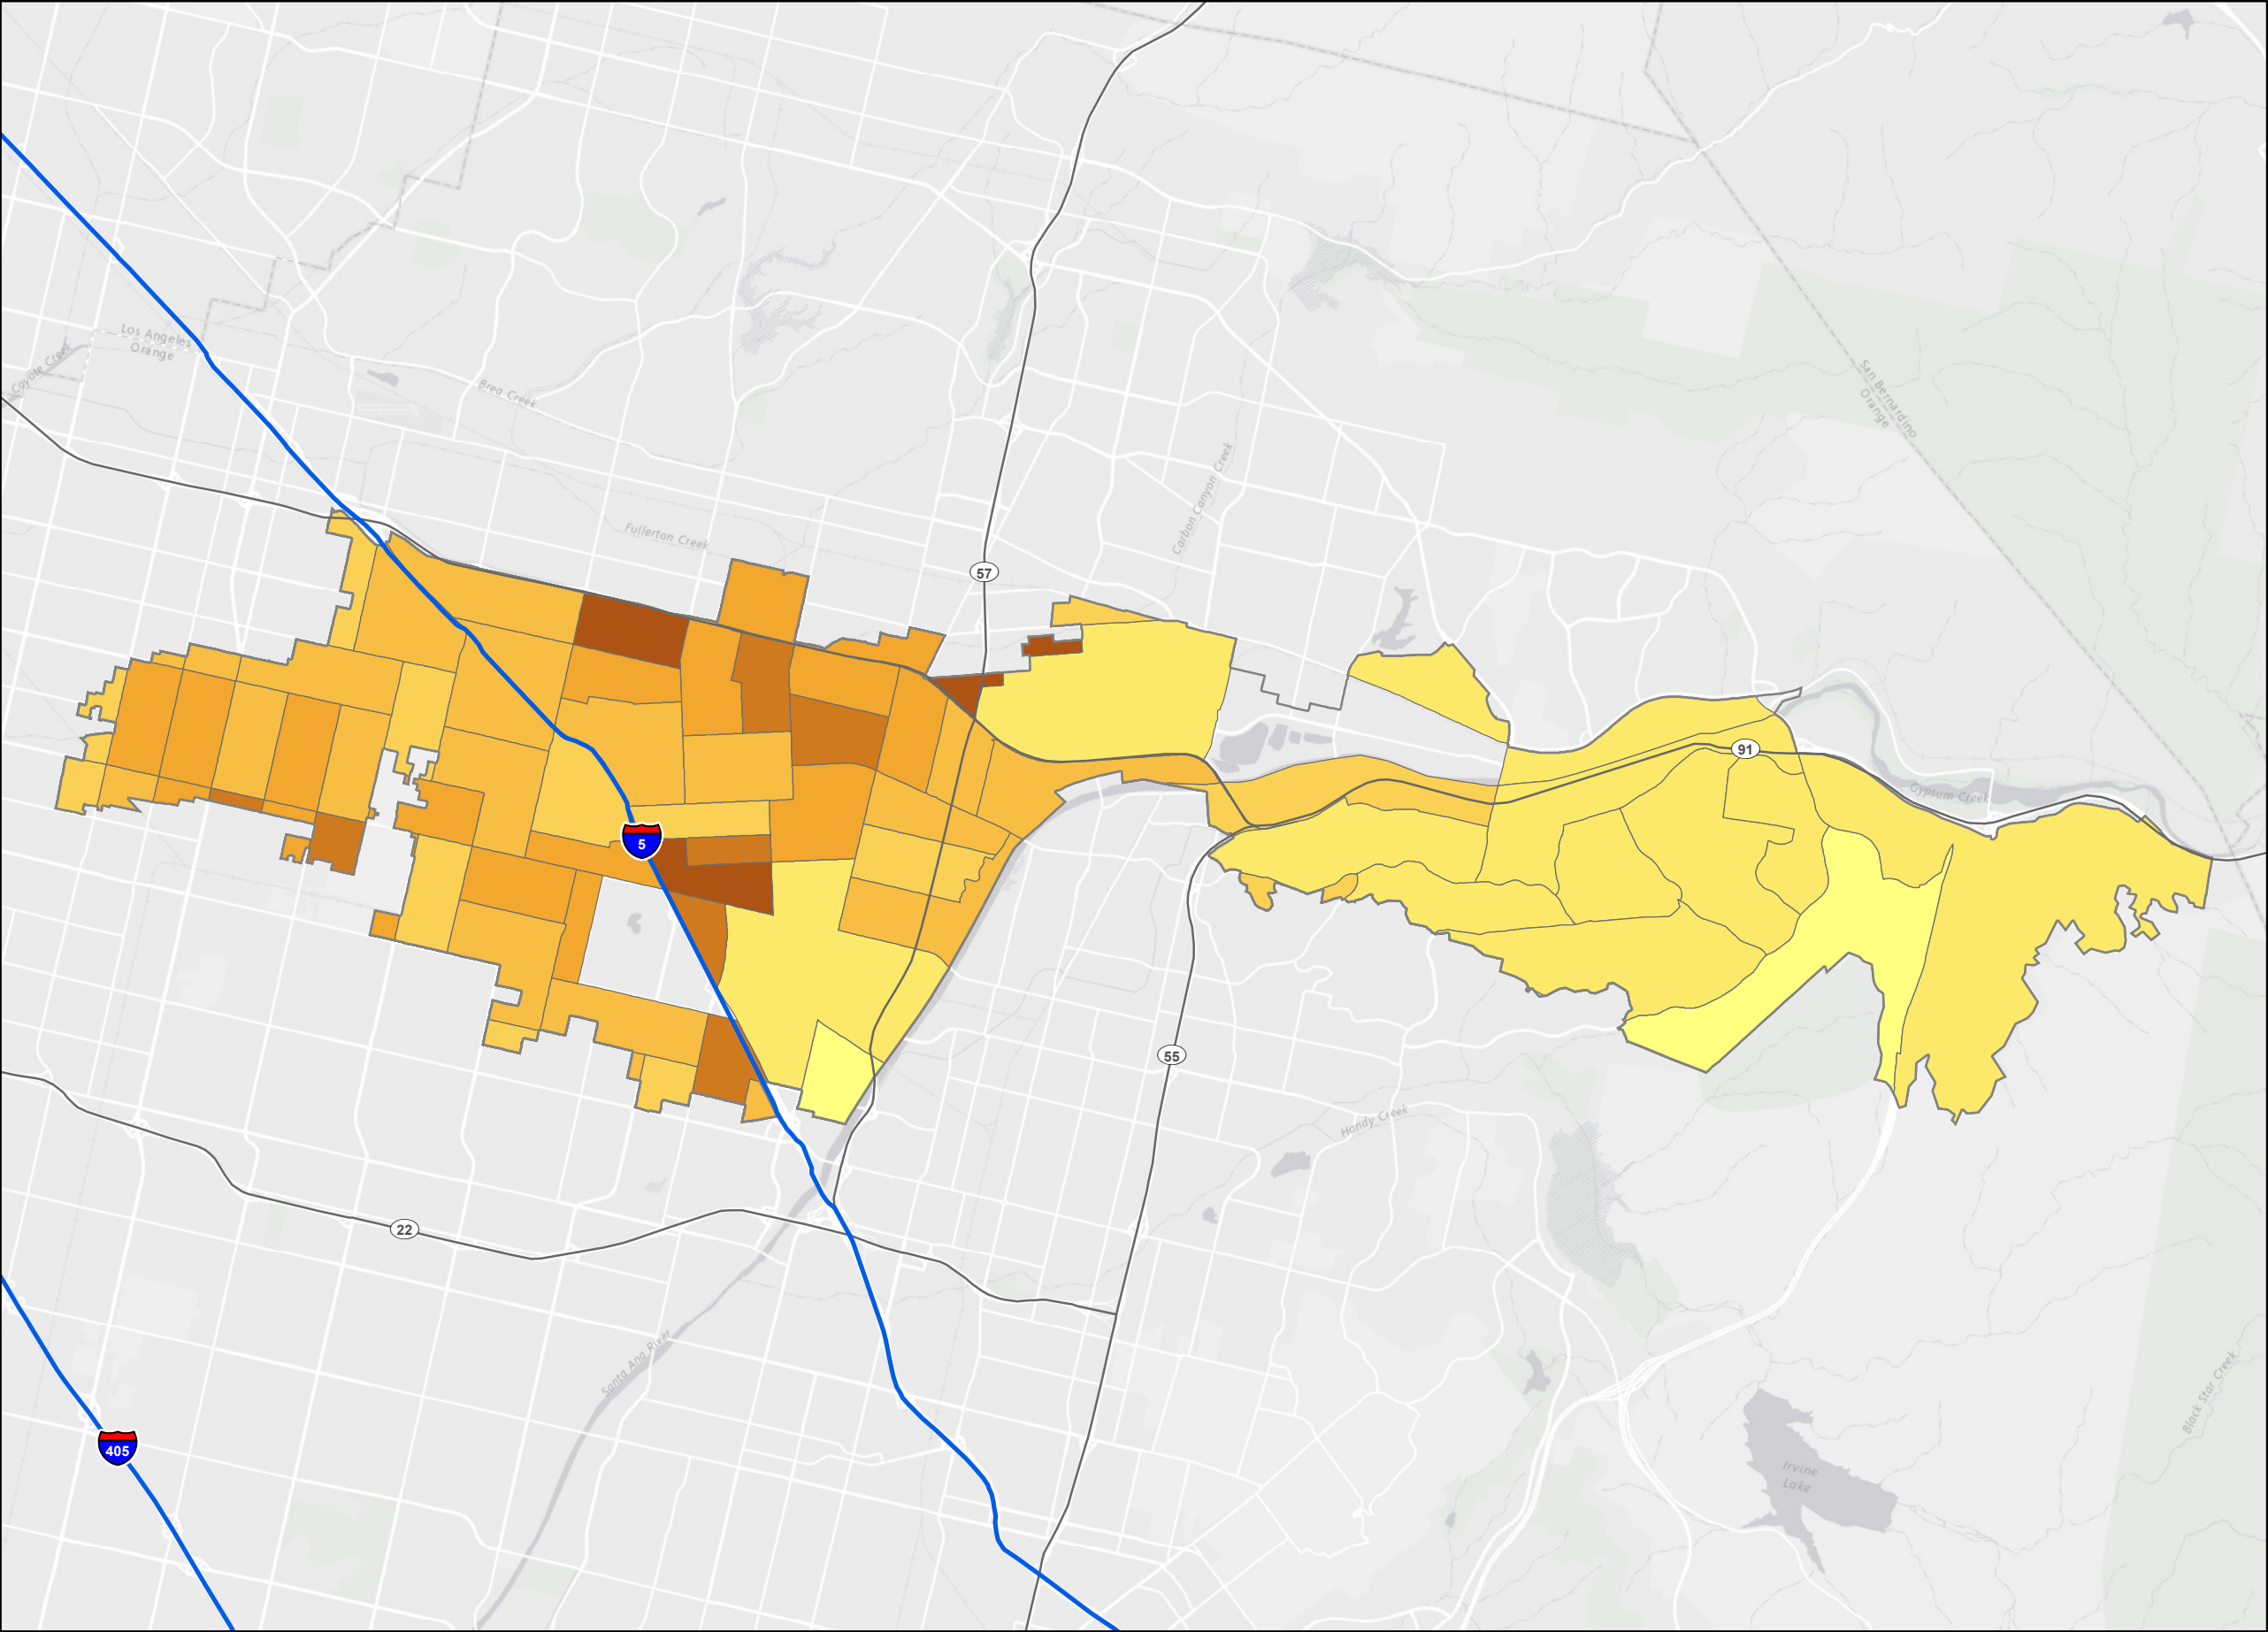 Los Angeles
Orange
Coyote Creek
Brea Creek
San Bernardino
Orange
Carbon Canyon Creek
Fullerton Creek
57
91
Gypsum Creek
5
55
Handy Creek
22
Santa Ana River
Black Star Creek
405
Irvine
Lake